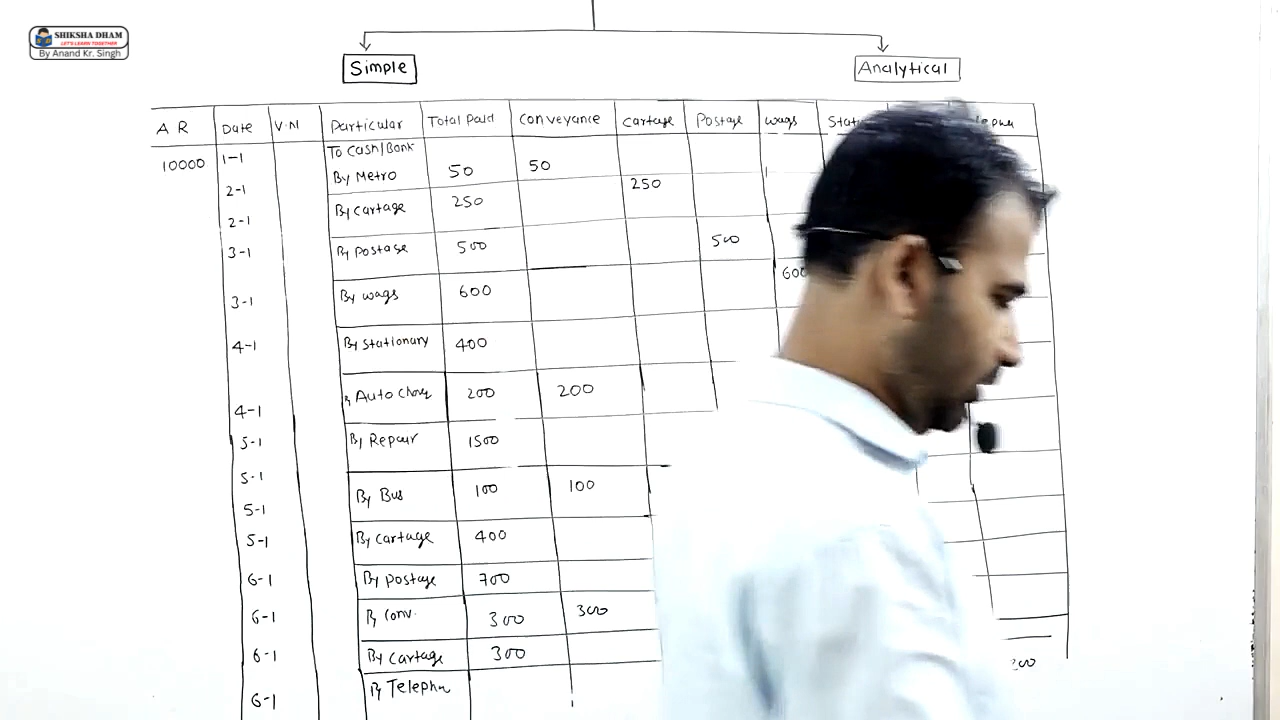 SHIKSHA DHAM
LET'S LEARN TOGETHER
By Anand Kr. Singh
Simple
Analytical
A R Date V.N Particular Total Paid Conveyance Cartage Postage wags
10000 1-1 To Cash/Bank
By Metro 50 50
2-1 By Cartage 250 250
2-1
3-1 By Postage 500 500
3-1 By wags 600 600
4-1 By Stationary 400
4-1 Auto Charg 200 200
5-1 By Repair 1500
5-1 By Bus 100 100
5-1
5-1 By Cartage 400
6-1 By Postage 700
6-1 By Conv. 300 300
6-1 By Cartage 300
6-1 By Telephn